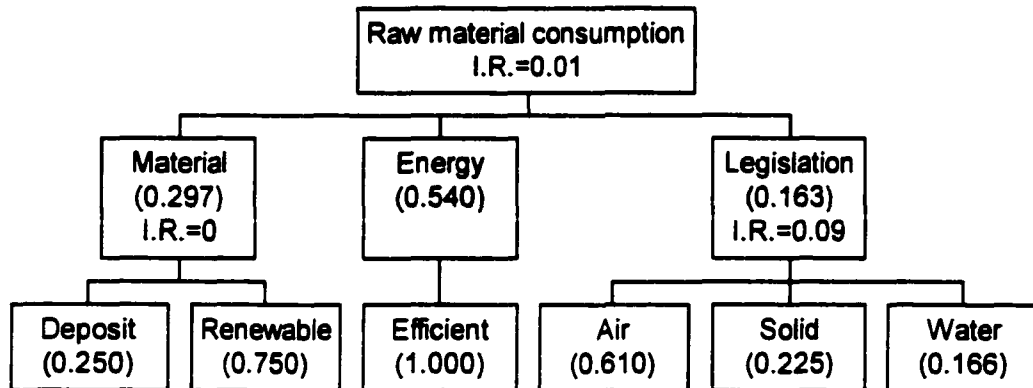 Raw material consumption
I.R.=0.01
Material
(0.297)
I.R.=0
Energy
(0.540)
Legislation
(0.163)
I.R.=0.09
Deposit
(0.250)
Renewable
(0.750)
Efficient
(1.000)
Air
(0.610)
Solid
(0.225)
Water
(0.166)